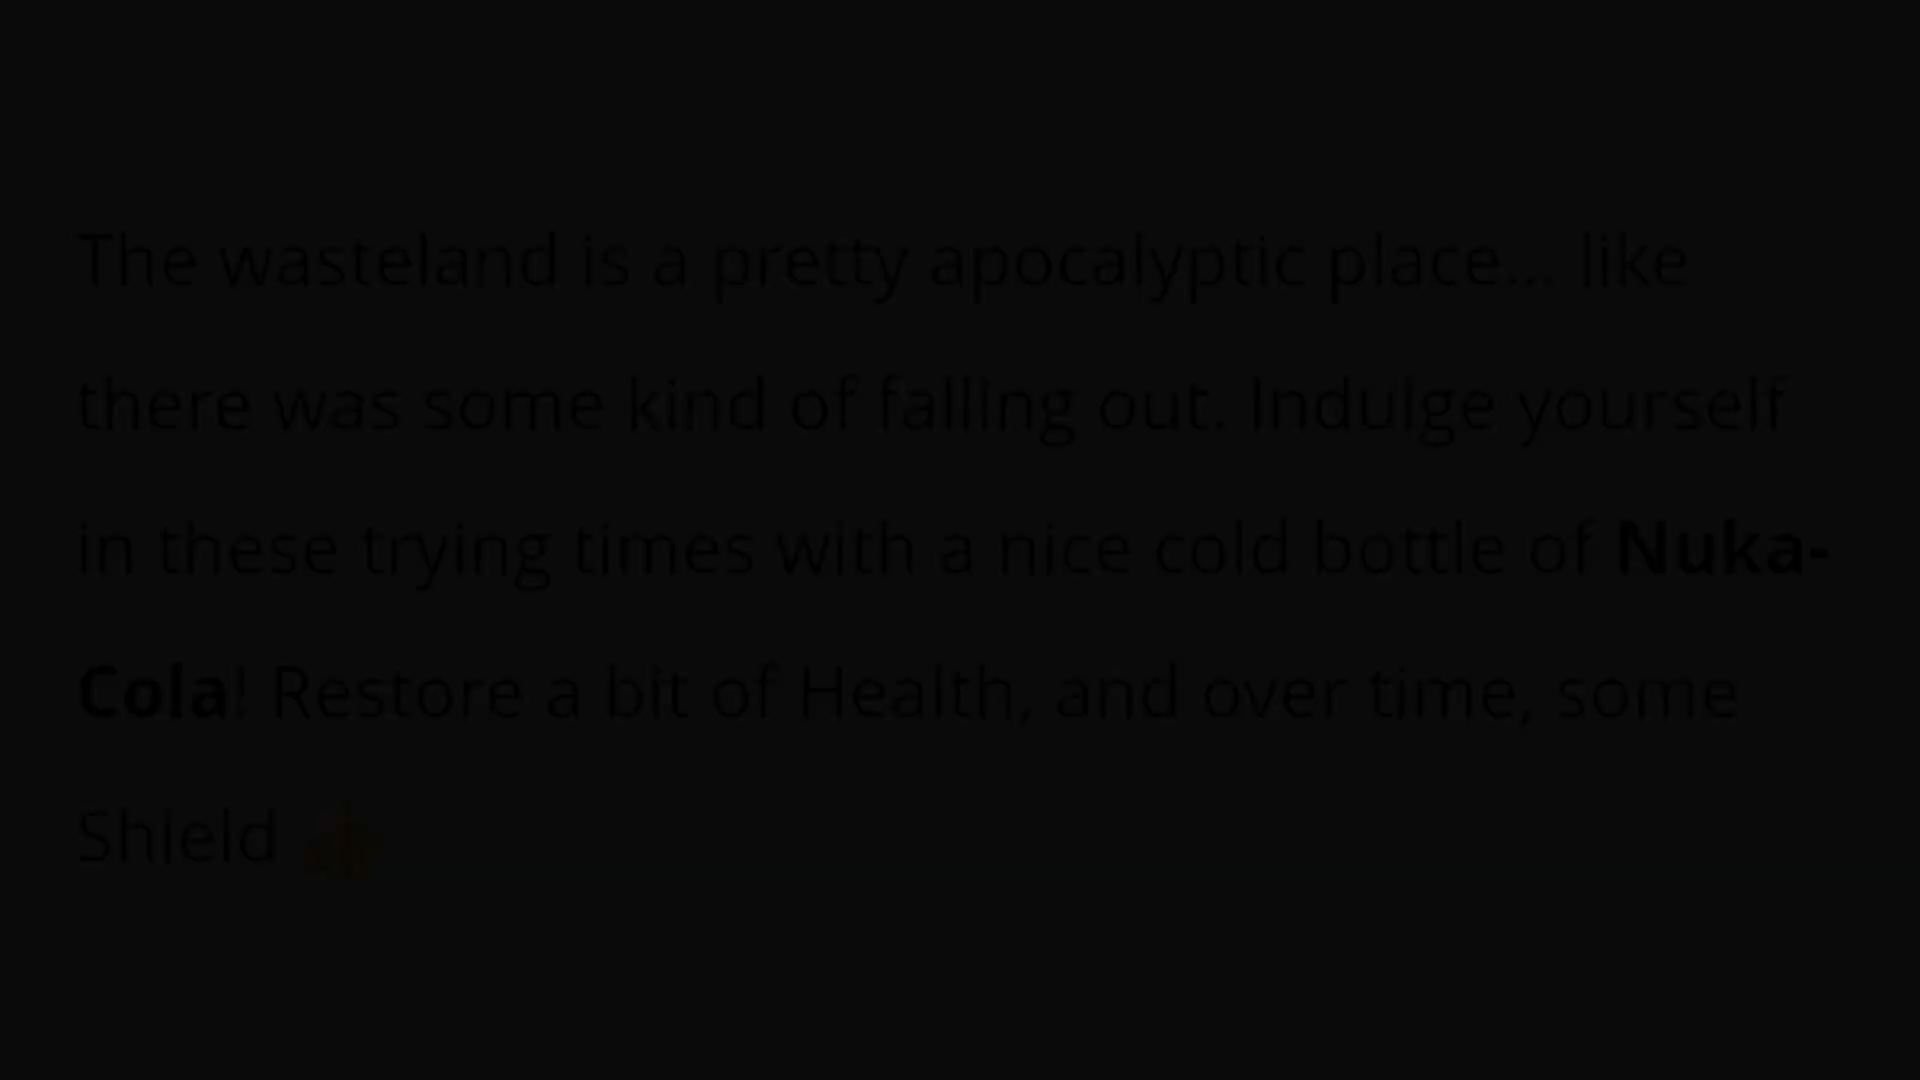 The wasteland is a pretty apocalyptic place... like
there was some kind of falling out. Indulge yourself
in these trying times with a nice cold bottle of Nuka-
Cola! Restore a bit of Health, and over time, some
Shield 👍